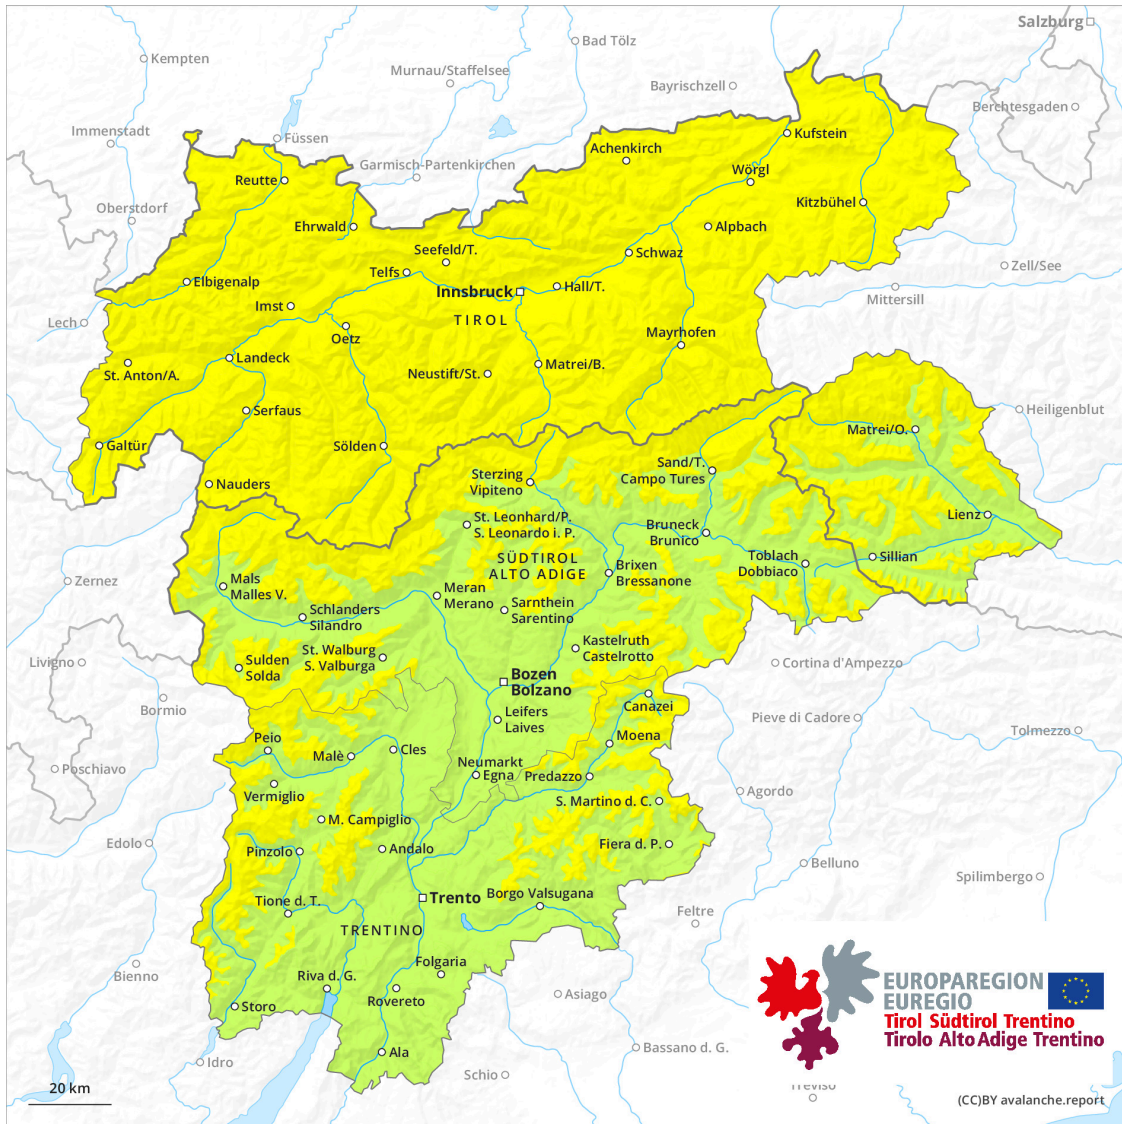 Salzburg
Bad Tölz
Kempten
Murnau/Staffelsee
Bayrischzell
Berchtesgaden
Immenstadt
Füssen
Kufstein
Achenkirch
Garmisch-Partenkirchen
Wörgl
Reutte
Oberstdorf
Kitzbühel
Ehrwald
Alpbach
Seefeld/T.
Schwaz
Telfs
Zell/See
Elbigenalp
Hall/T.
Innsbruck
Mittersill
Imst
TIROL
Lech
Oetz
Mayrhofen
Landeck
Matrei/B.
St. Anton/A.
Neustift/St.
Serfaus
Heiligenblut
Matrei/O.
Galtür
Sölden
Sand/T.
Campo Tures
Sterzing
Vipiteno
Nauders
Lienz
St. Leonhard/P.
S. Leonardo i. P.
Bruneck
Brunico
SÜDTIROL
ALTO ADIGE
Toblach
Dobbiaco
Sillian
Brixen
Bressanone
Zernez
Mals
Malles V.
Meran
Merano
Sarnthein
Sarentino
Schlanders
Silandro
Kastelruth
Castelrotto
St. Walburg
S. Valburga
Livigno
Sulden
Solda
Cortina d'Ampezzo
Bozen
Bolzano
Canazei
Bormio
Leifers
Laives
Pieve di Cadore
Tolmezzo
Moena
Peio
Cles
Malè
Neumarkt
Egna
Predazzo
Poschiavo
Vermiglio
Agordo
S. Martino d. C.
M. Campiglio
Edolo
Fiera d. P.
Pinzolo
Andalo
Belluno
Spilimbergo
Borgo Valsugana
Trento
Tione d. T.
Feltre
TRENTINO
Folgaria
Bienno
Riva d. G.
Rovereto
Asiago
Storo
EUROPAREGION
EUREGIO
Tirol Südtirol Trentino
Tirolo Alto Adige Trentino
Ala
Bassano d. G.
Idro
Schio
Treviso
20 km
(CC)BY avalanche.report